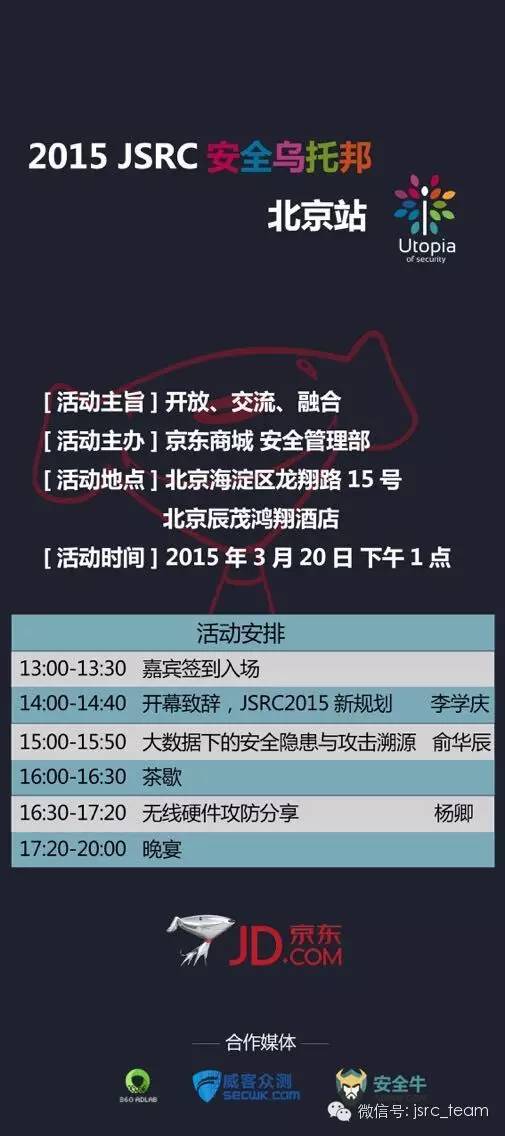 2015 JSRC 安全乌托邦
北京站
Utopia
of security
[ 活动主旨 ] 开放、交流、融合
[ 活动主办 ] 京东商城 安全管理部
[ 活动地点 ] 北京海淀区龙翔路 15 号
北京辰茂鸿翔酒店
[ 活动时间 ] 2015 年 3 月 20 日 下午 1 点
活动安排
13:00-13:30 嘉宾签到入场
14:00-14:40 开幕致辞，JSRC2015 新规划 李学庆
15:00-15:50 大数据下的安全隐患与攻击溯源 俞华辰
16:00-16:30 茶歇
16:30-17:20 无线硬件攻防分享 杨卿
17:20-20:00 晚宴
JD 京东
.COM
合作媒体
360 ADLAB
威客众测
secwk.com
安全牛
微信号: jsrc_team